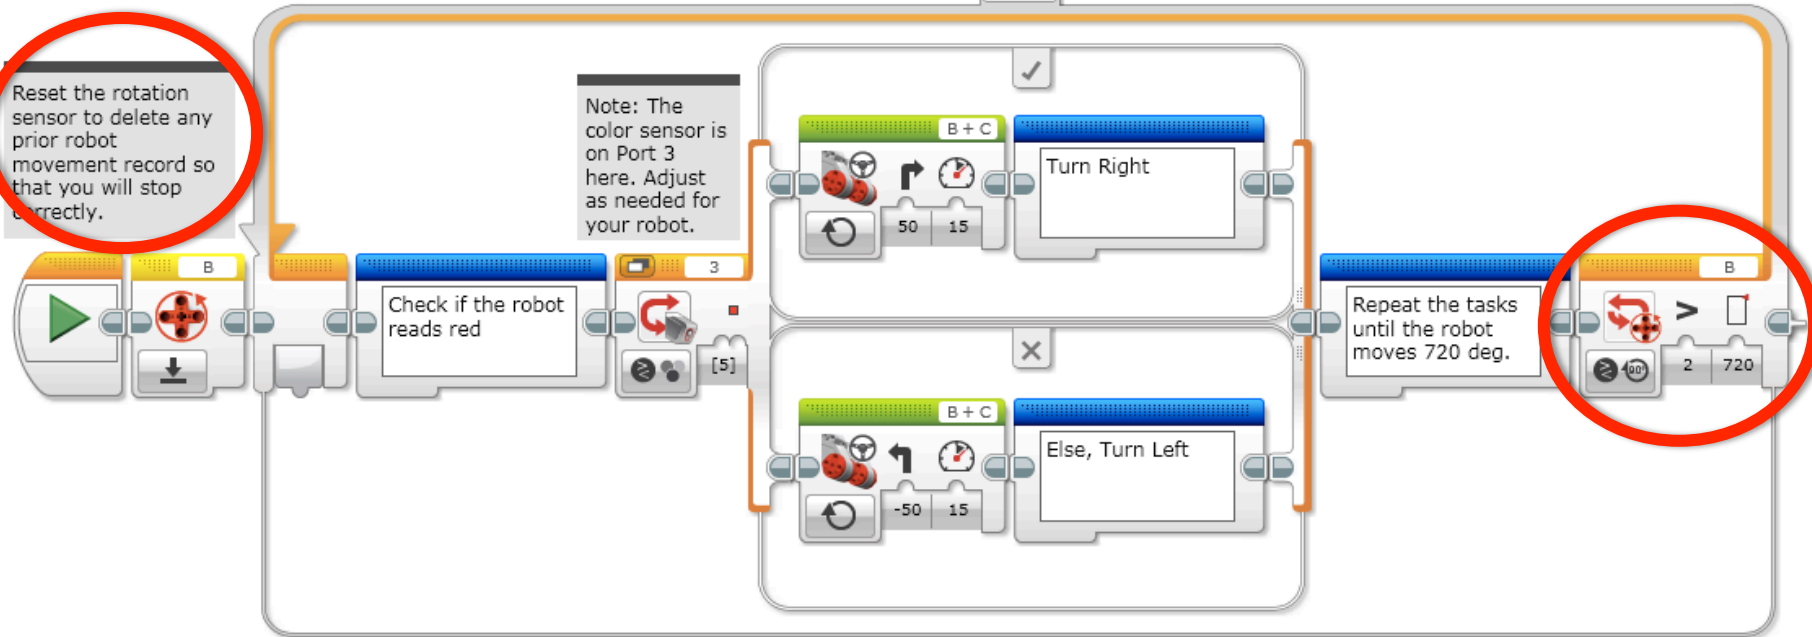 Reset the rotation
sensor to delete any
prior robot
movement record so
that you will stop
correctly.
Note: The
color sensor is
on Port 3
here. Adjust
as needed for
your robot.
B + C
Turn Right
50 15
B
Check if the robot
reads red
3
[5]
Repeat the tasks
until the robot
moves 720 deg.
B
>
90°
2 720
B + C
Else, Turn Left
-50 15